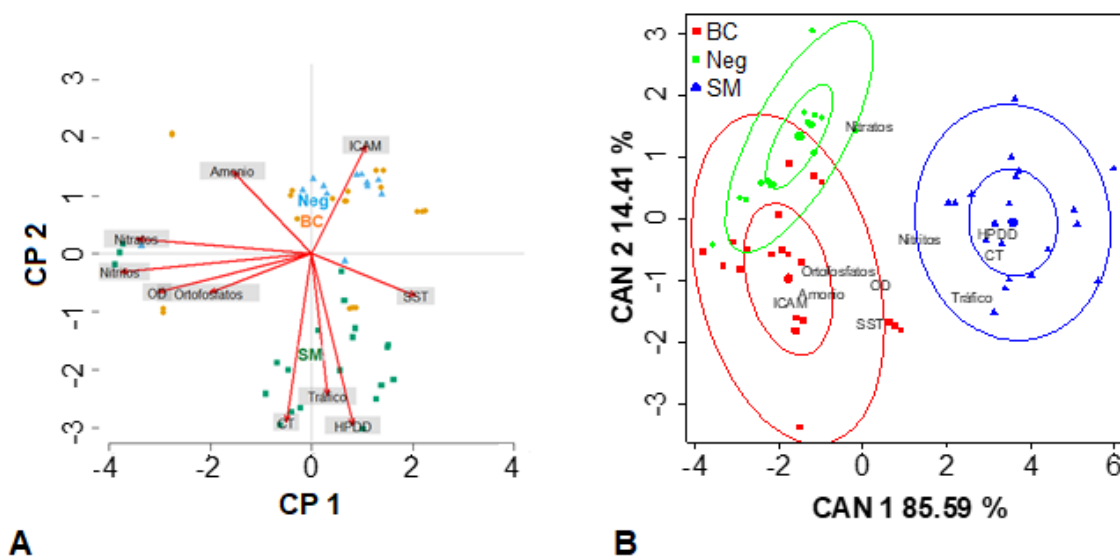 3
2
1
0
-1
-2
-3
CP 2
ICAM
Amonio
Neg
BC
Nitratos
Nitritos
OD
Ortofosfatos
SST
SM
Tráfico
CT
HPDD
-4
-2
0
2
4
CP 1
A
3
2
1
0
-1
-2
-3
CAN 2 14.41 %
BC
Neg
SM
Nitratos
Nitritos
HPDD
CT
Ortofosfatos
OD
Amonio
ICAM
Tráfico
SST
-4
-2
0
2
4
6
CAN 1 85.59 %
B